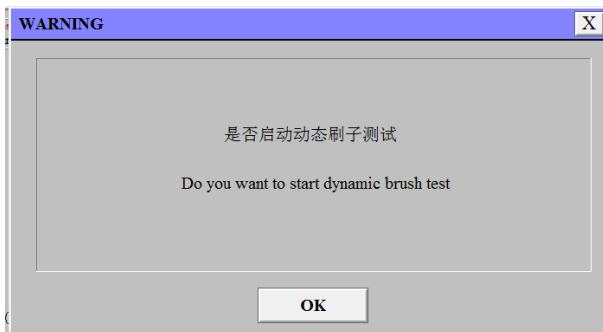 WARNING
X
是否启动动态刷子测试
Do you want to start dynamic brush test
OK